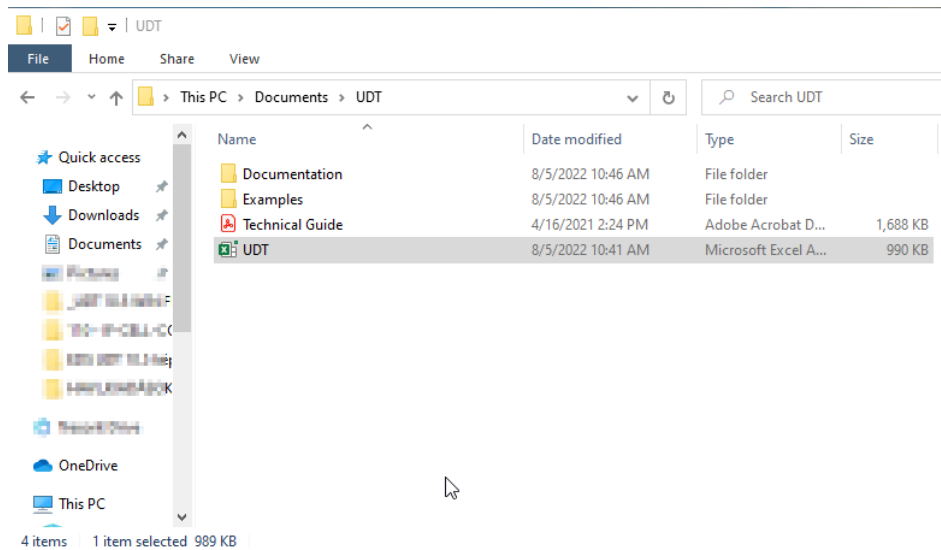 UDT
File Home Share View
This PC > Documents > UDT
Search UDT
Name Date modified Type Size
Quick access
Desktop
Downloads
Documents
OneDrive
This PC
Documentation 8/5/2022 10:46 AM File folder
Examples 8/5/2022 10:46 AM File folder
Technical Guide 4/16/2021 2:24 PM Adobe Acrobat D... 1,688 KB
UDT 8/5/2022 10:41 AM Microsoft Excel A... 990 KB
4 items 1 item selected 989 KB